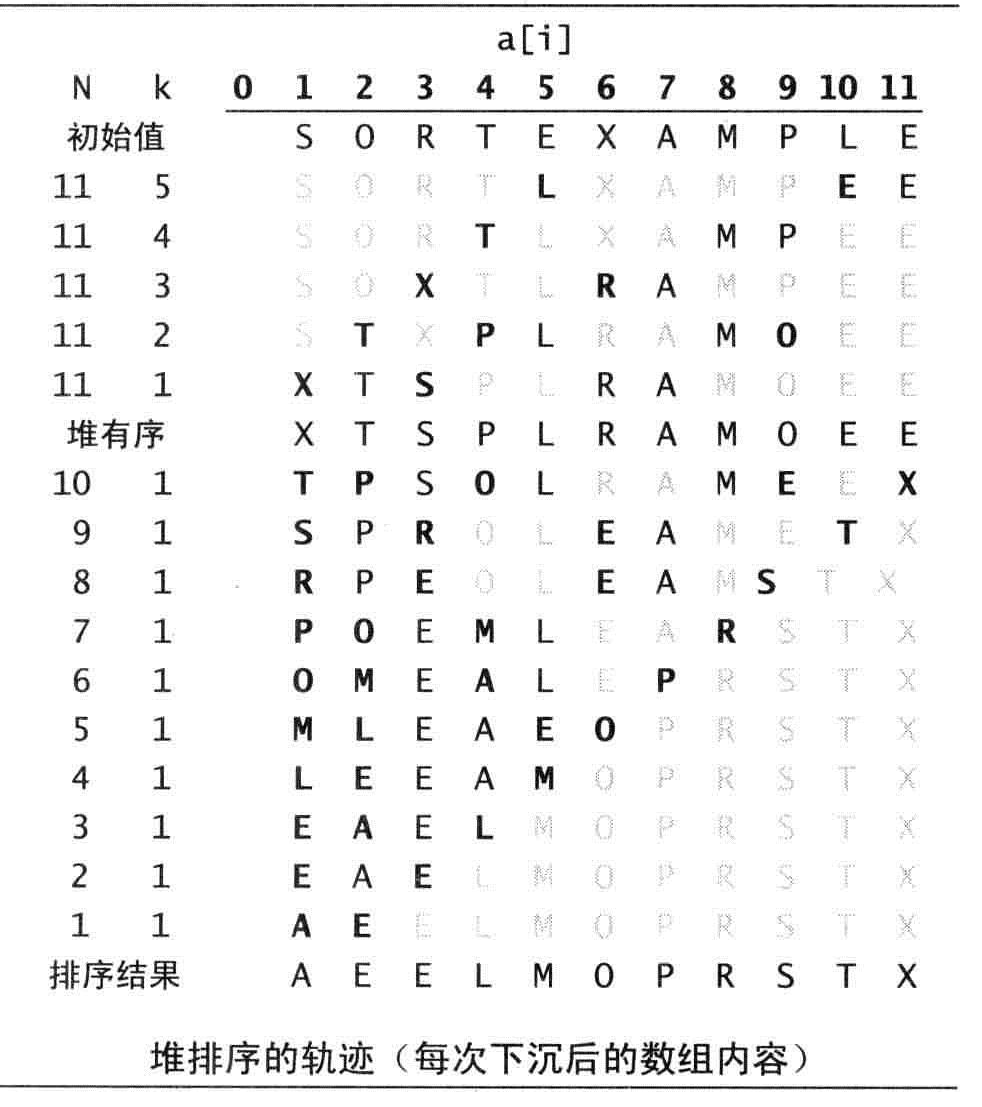 a[i]
N k 0 1 2 3 4 5 6 7 8 9 10 11
初始值 S O R T E X A M P L E
11 5 S O R T L X A M P E E
11 4 S O R T L X A M P E E
11 3 S O X T L R A M P E E
11 2 S T X P L R A M O E E
11 1 X T S P L R A M O E E
堆有序 X T S P L R A M O E E
10 1 T P S O L R A M E E X
9 1 S P R O L E A M E T X
8 1 R P E O L E A M S T X
7 1 P O E M L E A R S T X
6 1 O M E A L E P R S T X
5 1 M L E A E O P R S T X
4 1 L E E A M O P R S T X
3 1 E A E L M O P R S T X
2 1 E A E L M O P R S T X
1 1 A E E L M O P R S T X
排序结果 A E E L M O P R S T X
堆排序的轨迹（每次下沉后的数组内容）